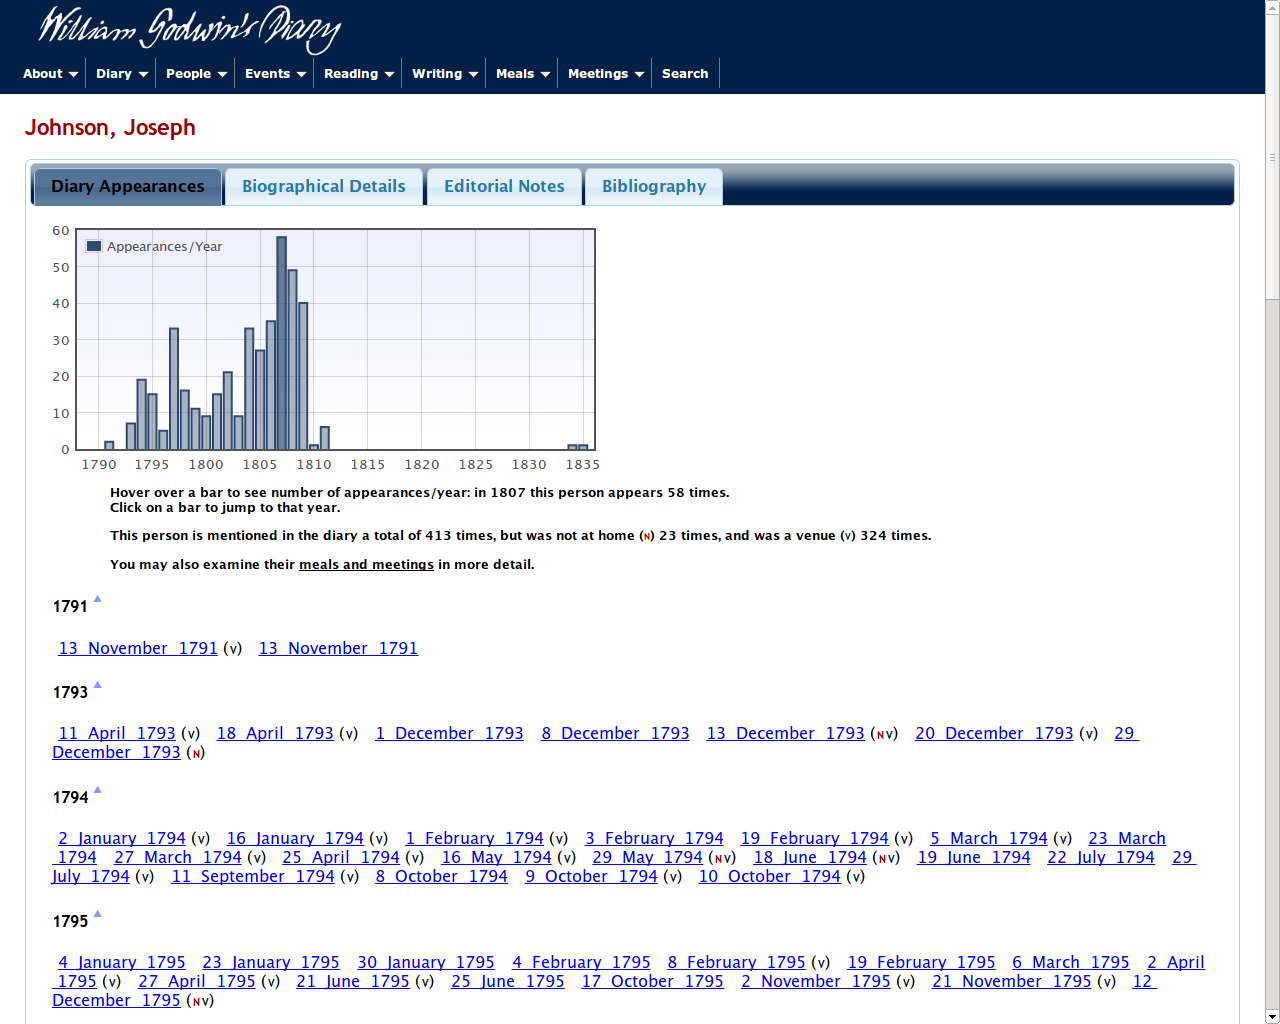 William Godwin's Diary
About Diary People Events Reading Writing Meals Meetings Search
Johnson, Joseph
Diary Appearances Biographical Details Editorial Notes Bibliography
Appearances/Year
60
50
40
30
20
10
0
1790 1795 1800 1805 1810 1815 1820 1825 1830 1835
Hover over a bar to see number of appearances/year: in 1807 this person appears 58 times.
Click on a bar to jump to that year.
This person is mentioned in the diary a total of 413 times, but was not at home (N) 23 times, and was a venue (V) 324 times.
You may also examine their meals and meetings in more detail.
1791
13 November 1791 (V) 13 November 1791
1793
11 April 1793 (V) 18 April 1793 (V) 1 December 1793 8 December 1793 13 December 1793 (NV) 20 December 1793 (V) 29
December 1793 (N)
1794
2 January 1794 (V) 16 January 1794 (V) 1 February 1794 (V) 3 February 1794 19 February 1794 (V) 5 March 1794 (V) 23 March
1794 27 March 1794 (V) 25 April 1794 (V) 16 May 1794 (V) 29 May 1794 (NV) 18 June 1794 (NV) 19 June 1794 22 July 1794 29
July 1794 (V) 11 September 1794 (V) 8 October 1794 9 October 1794 (V) 10 October 1794 (V)
1795
4 January 1795 23 January 1795 30 January 1795 4 February 1795 8 February 1795 (V) 19 February 1795 6 March 1795 2 April
1795 (V) 27 April 1795 (V) 21 June 1795 (V) 25 June 1795 17 October 1795 2 November 1795 (V) 21 November 1795 (V) 12
December 1795 (NV)